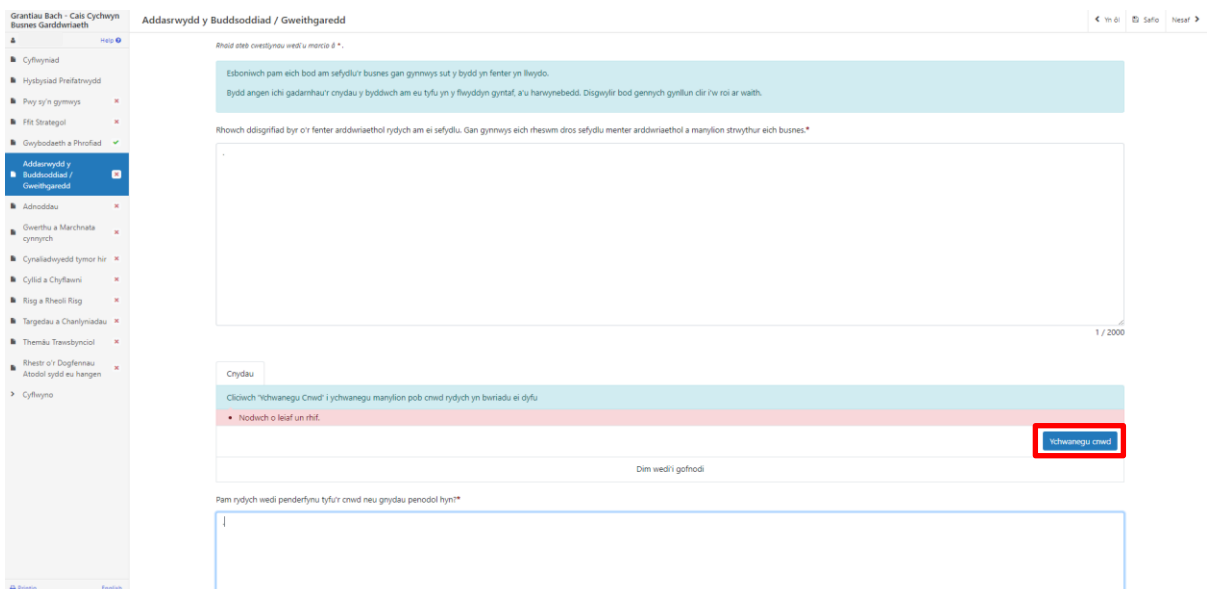 Grantiau Bach - Cais Cychwyn
Busnes Garddwriaeth
Help
Cyflwyniad
Hysbysiad Preifatrwydd
Pwy sy'n gymwys
Ffit Strategol
Gwybodaeth a Phrofiad
Addasrwydd y
Buddsoddiad /
Gweithgaredd
Adnoddau
Gwerthu a Marchnata
cynnyrch
Cynaliadwyedd tymor hir
Cyllid a Chyflawni
Risg a Rheoli Risg
Targedau a Chanlyniadau
Themâu Trawsbynciol
Rhestr o'r Dogfennau
Atodol sydd eu hangen
Cyflwyno
English
Addasrwydd y Buddsoddiad / Gweithgaredd
Yn ôl Safio Nesaf
Rhaid ateb cwestiynau wedi'u marcio â * .
Esboniwch pam eich bod am sefydlu'r busnes gan gynnwys sut y bydd yn fenter yn llwydo.
Bydd angen ichi gadarnhau'r cnydau y byddwch am eu tyfu yn y flwyddyn gyntaf, a'u harwynebedd. Disgwylir bod gennych gynllun clir i'w roi ar waith.
Rhowch ddisgrifiad byr o'r fenter arddwriaethol rydych am ei sefydlu. Gan gynnwys eich rheswm dros sefydlu menter arddwriaethol a manylion strwythur eich busnes.*
.
1 / 2000
Cnydau
Cliciwch 'Ychwanegu Cnwd' i ychwanegu manylion pob cnwd rydych yn bwriadu ei dyfu
• Nodwch o leiaf un rhif.
Ychwanegu cnwd
Dim wedi'i gofnodi
Pam rydych wedi penderfynu tyfu'r cnwd neu gnydau penodol hyn?*